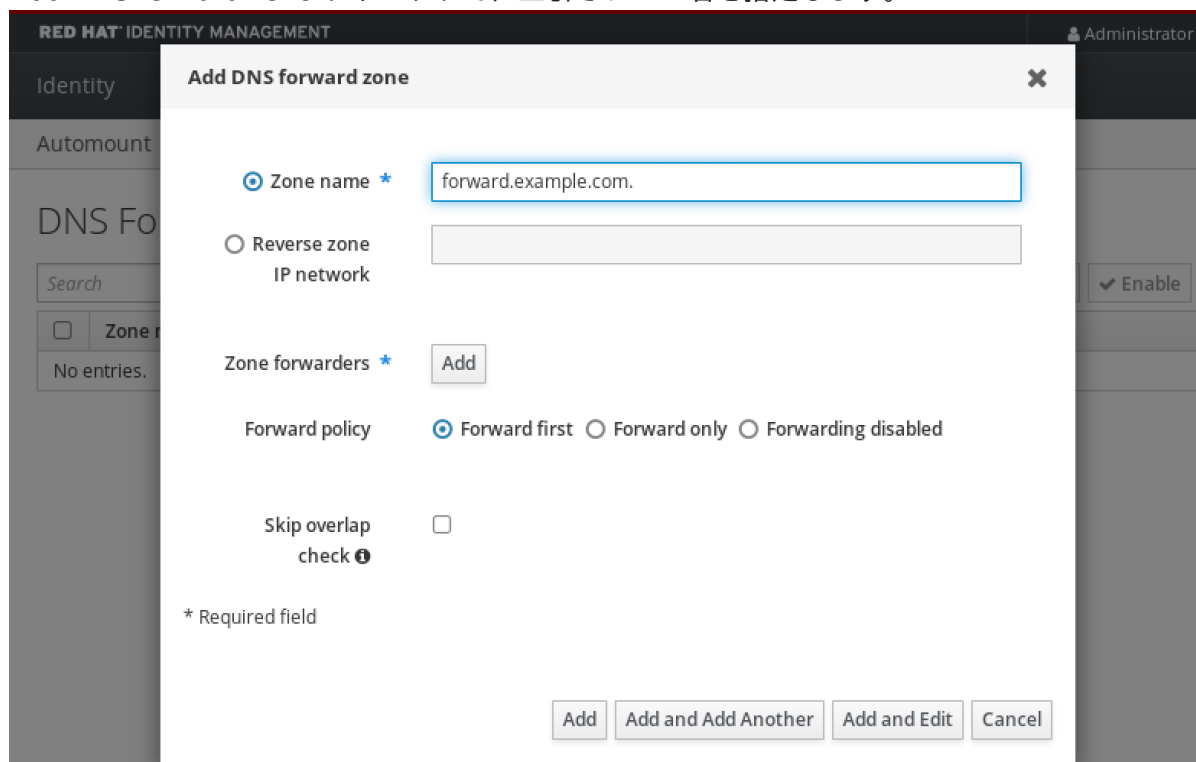 RED HAT IDENTITY MANAGEMENT
Administrator
Identity
Add DNS forward zone
Automount
Zone name *
forward.example.com.
DNS Fo
Reverse zone
IP network
Search
Enable
Zone
No entries.
Zone forwarders *
Add
Forward policy
Forward first
Forward only
Forwarding disabled
Skip overlap
check
* Required field
Add
Add and Add Another
Add and Edit
Cancel